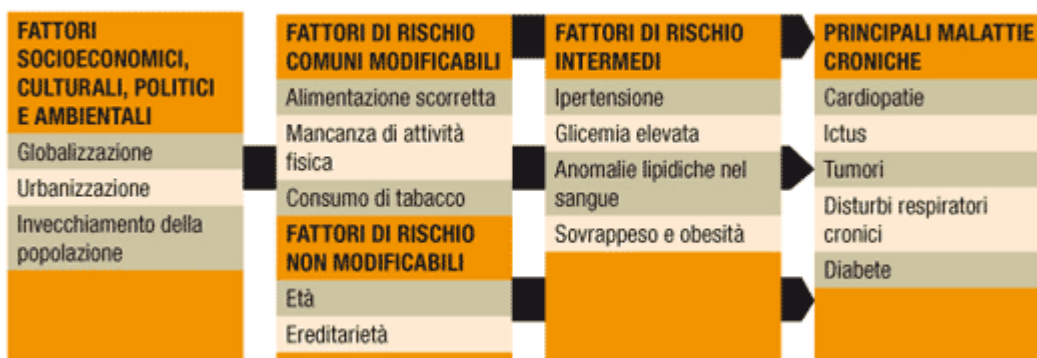 FATTORI
SOCIOECONOMICI,
CULTURALI, POLITICI
E AMBIENTALI
Globalizzazione
Urbanizzazione
Invecchiamento della
popolazione
FATTORI DI RISCHIO
COMUNI MODIFICABILI
Alimentazione scorretta
Mancanza di attività
fisica
Consumo di tabacco
FATTORI DI RISCHIO
NON MODIFICABILI
Età
Ereditarietà
FATTORI DI RISCHIO
INTERMEDI
Ipertensione
Glicemia elevata
Anomalie lipidiche nel
sangue
Sovrappeso e obesità
PRINCIPALI MALATTIE
CRONICHE
Cardiopatie
Ictus
Tumori
Disturbi respiratori
cronici
Diabete